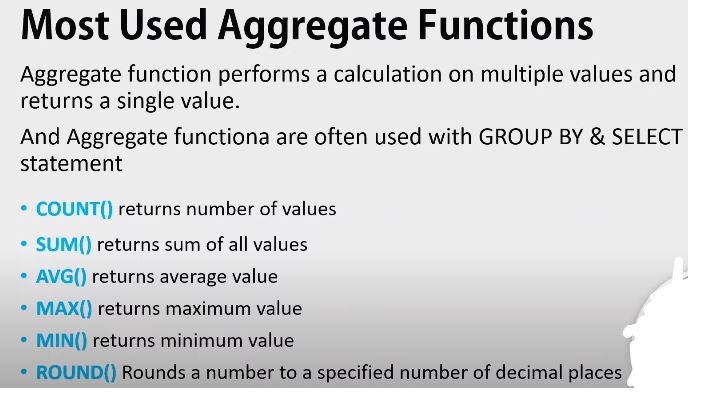 Most Used Aggregate Functions
Aggregate function performs a calculation on multiple values and
returns a single value.
And Aggregate functiona are often used with GROUP BY & SELECT
statement
• COUNT() returns number of values
• SUM() returns sum of all values
• AVG() returns average value
• MAX() returns maximum value
• MIN() returns minimum value
• ROUND() Rounds a number to a specified number of decimal places